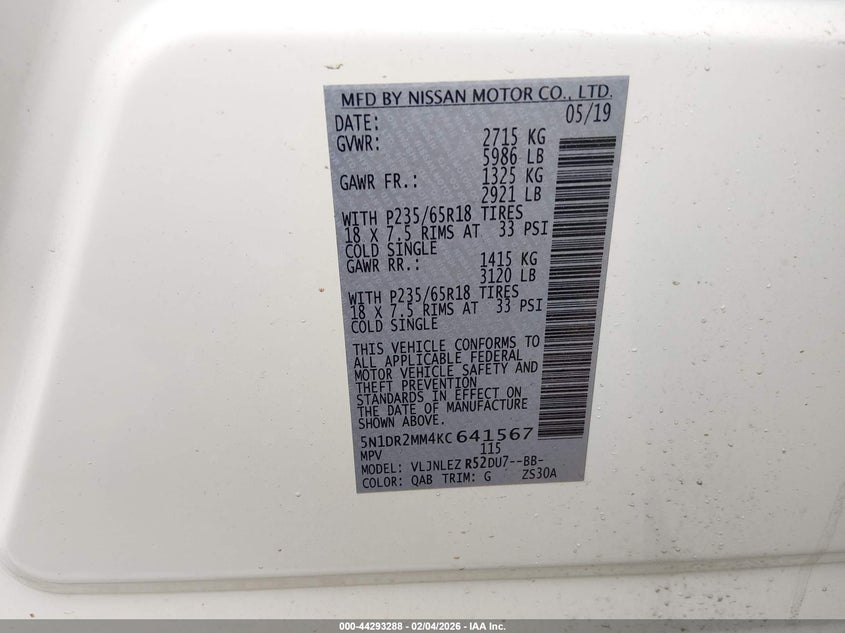 MFD BY NISSAN MOTOR CO., LTD.
DATE: 05/19
GVWR: 2715 KG
5986 LB
GAWR FR.: 1325 KG
2921 LB
WITH P235/65R18 TIRES
18 X 7.5 RIMS AT 33 PSI
COLD SINGLE
GAWR RR.: 1415 KG
3120 LB
WITH P235/65R18 TIRES
18 X 7.5 RIMS AT 33 PSI
COLD SINGLE
THIS VEHICLE CONFORMS TO
ALL APPLICABLE FEDERAL
MOTOR VEHICLE SAFETY AND
THEFT PREVENTION
STANDARDS IN EFFECT ON
THE DATE OF MANUFACTURE
SHOWN ABOVE.
5N1DR2MM4KC641567
MPV 115
MODEL: VLJNLEZ R52DU7--BB-
COLOR: QAB TRIM: G ZS30A
000-44293288 - 02/04/2026 - IAA Inc.